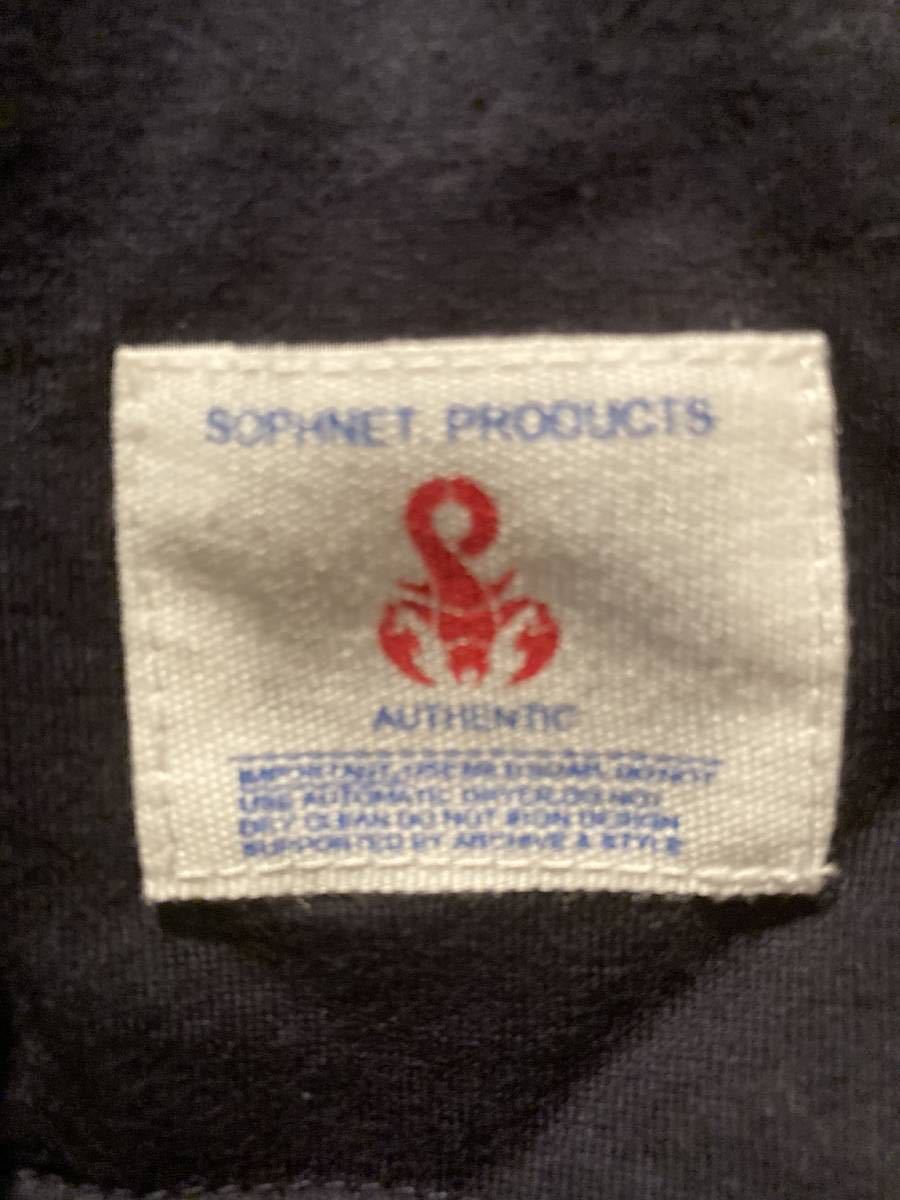 SOPHNET. PRODUCTS
AUTHENTIC
IMPORTANT, USE MILD SOAP, DO NOT
USE AUTOMATIC DRYER, DO NOT
DRY CLEAN, DO NOT IRON DESIGN
SUPPORTED BY ARCHIVE & STYLE